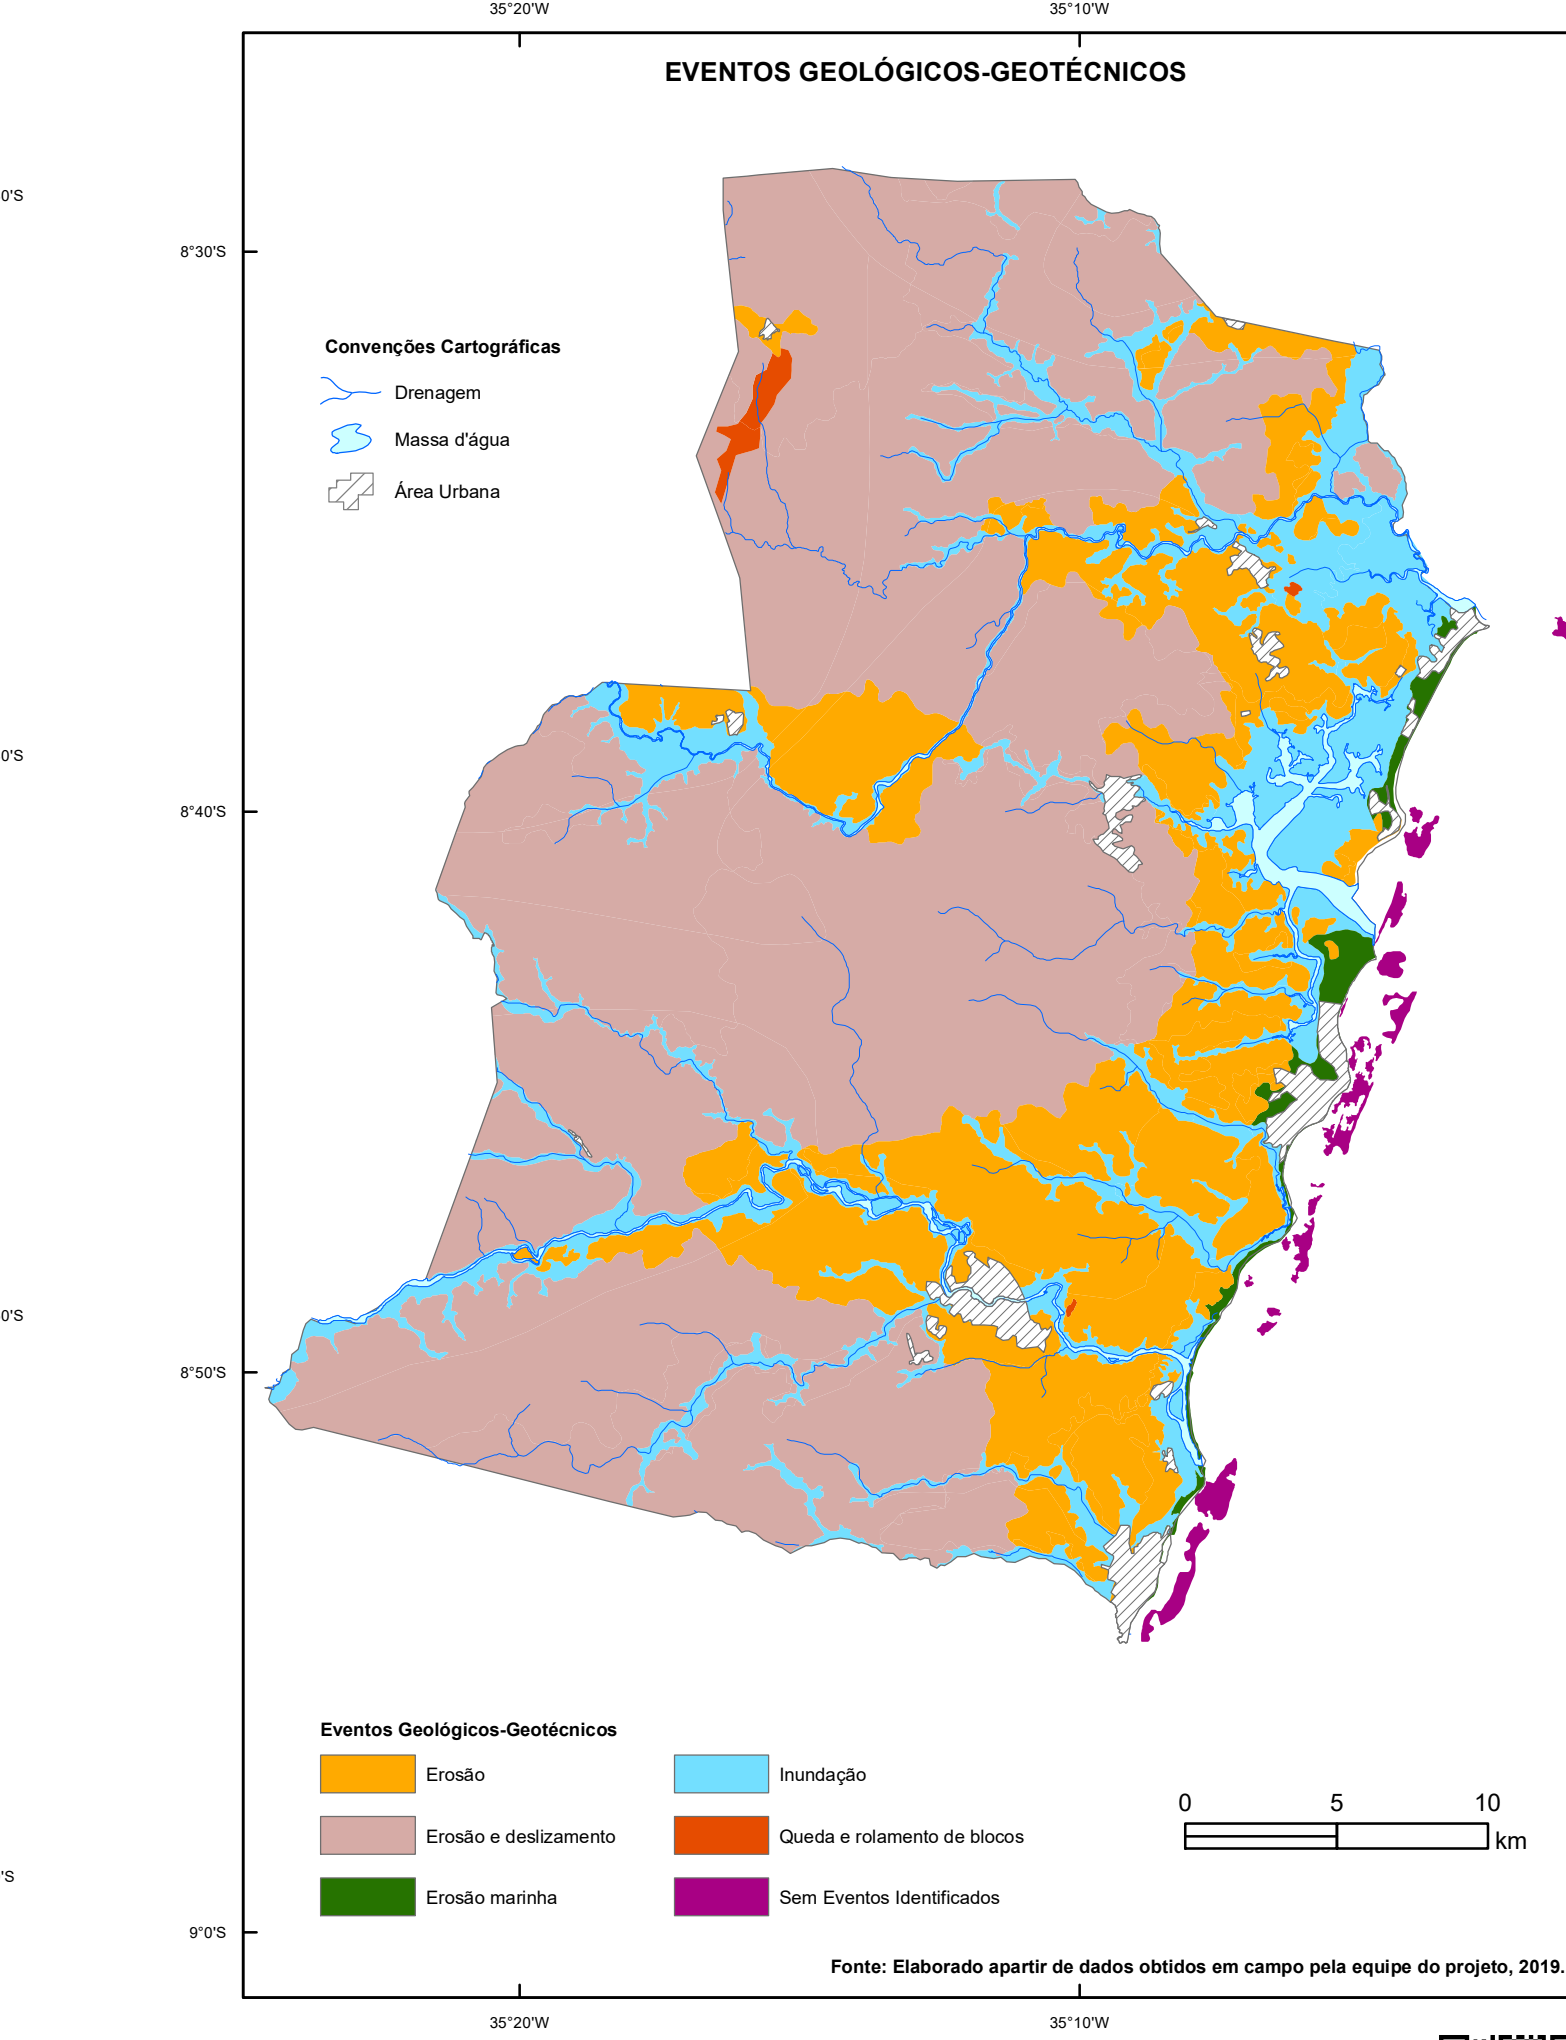 35°20'W
35°10'W
EVENTOS GEOLÓGICOS-GEOTÉCNICOS
0'S
8°30'S
Convenções Cartográficas
Drenagem
Massa d'água
Área Urbana
0'S
8°40'S
0'S
8°50'S
Eventos Geológicos-Geotécnicos
Erosão
Inundação
Erosão e deslizamento
Queda e rolamento de blocos
Erosão marinha
Sem Eventos Identificados
0
5
10
km
'S
9°0'S
Fonte: Elaborado apartir de dados obtidos em campo pela equipe do projeto, 2019.
35°20'W
35°10'W